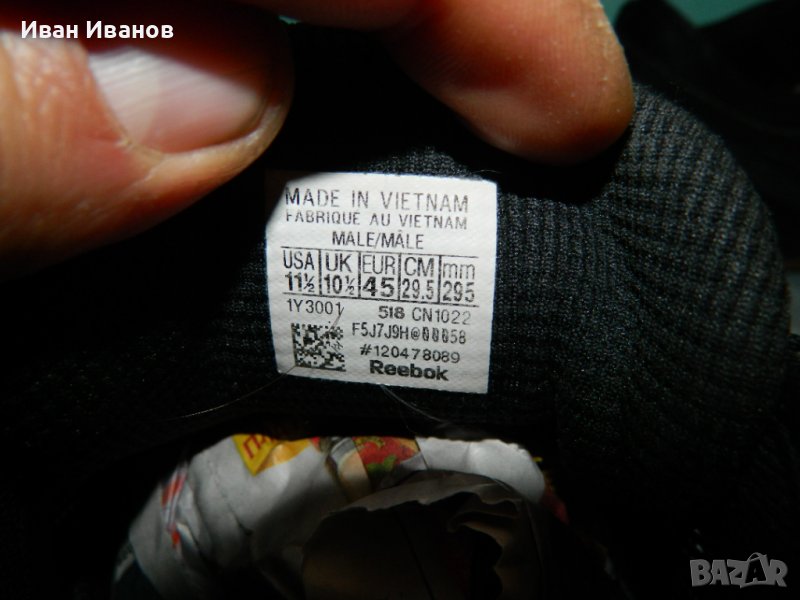 Иван Иванов
MADE IN VIETNAM
FABRIQUE AU VIETNAM
MALE/MÂLE
USA UK EUR CM mm
11½ 10½ 45 29.5 295
1Y3001 518 CN1022
F5J7J9H@00058
#120478089
Reebok
BAZAR